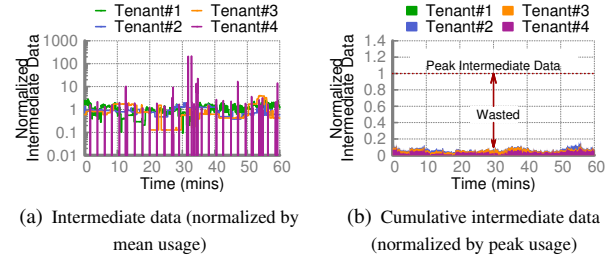 Tenant#1 Tenant#3
Tenant#2 Tenant#4
Normalized
Intermediate Data
1000
100
10
1
0.1
0.01
0 10 20 30 40 50 60
Time (mins)
(a) Intermediate data (normalized by
mean usage)
Tenant#1 Tenant#3
Tenant#2 Tenant#4
Normalized
Intermediate Data
1.4
1.2
1
0.8
0.6
0.4
0.2
0
Peak Intermediate Data
Wasted
0 10 20 30 40 50 60
Time (mins)
(b) Cumulative intermediate data
(normalized by peak usage)